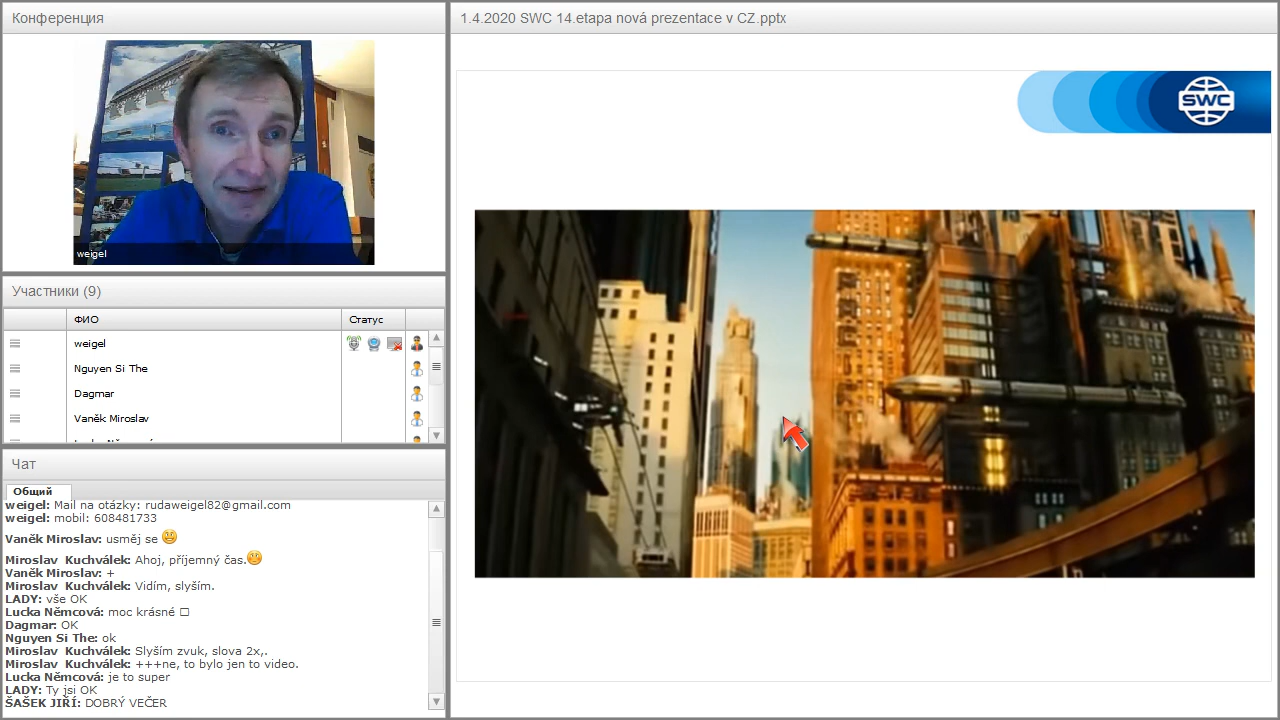 Конференция
weigel
Участники (9)
ФИО
Статус
weigel
Nguyen Si The
Dagmar
Vaněk Miroslav
Чат
Общий
weigel: Mail na otázky: rudaweigel82@gmail.com
weigel: mobil: 608481733
Vaněk Miroslav: usměj se
Miroslav Kuchválek: Ahoj, příjemný čas.
Vaněk Miroslav: +
Miroslav Kuchválek: Vidím, slyším.
LADY: vše OK
Lucka Němcová: moc krásné □
Dagmar: OK
Nguyen Si The: ok
Miroslav Kuchválek: Slyším zvuk, slova 2x,.
Miroslav Kuchválek: +++ne, to bylo jen to video.
Lucka Němcová: je to super
LADY: Ty jsi OK
ŠAŠEK JIŘÍ: DOBRÝ VEČER
1.4.2020 SWC 14.etapa nová prezentace v CZ.pptx
SWC